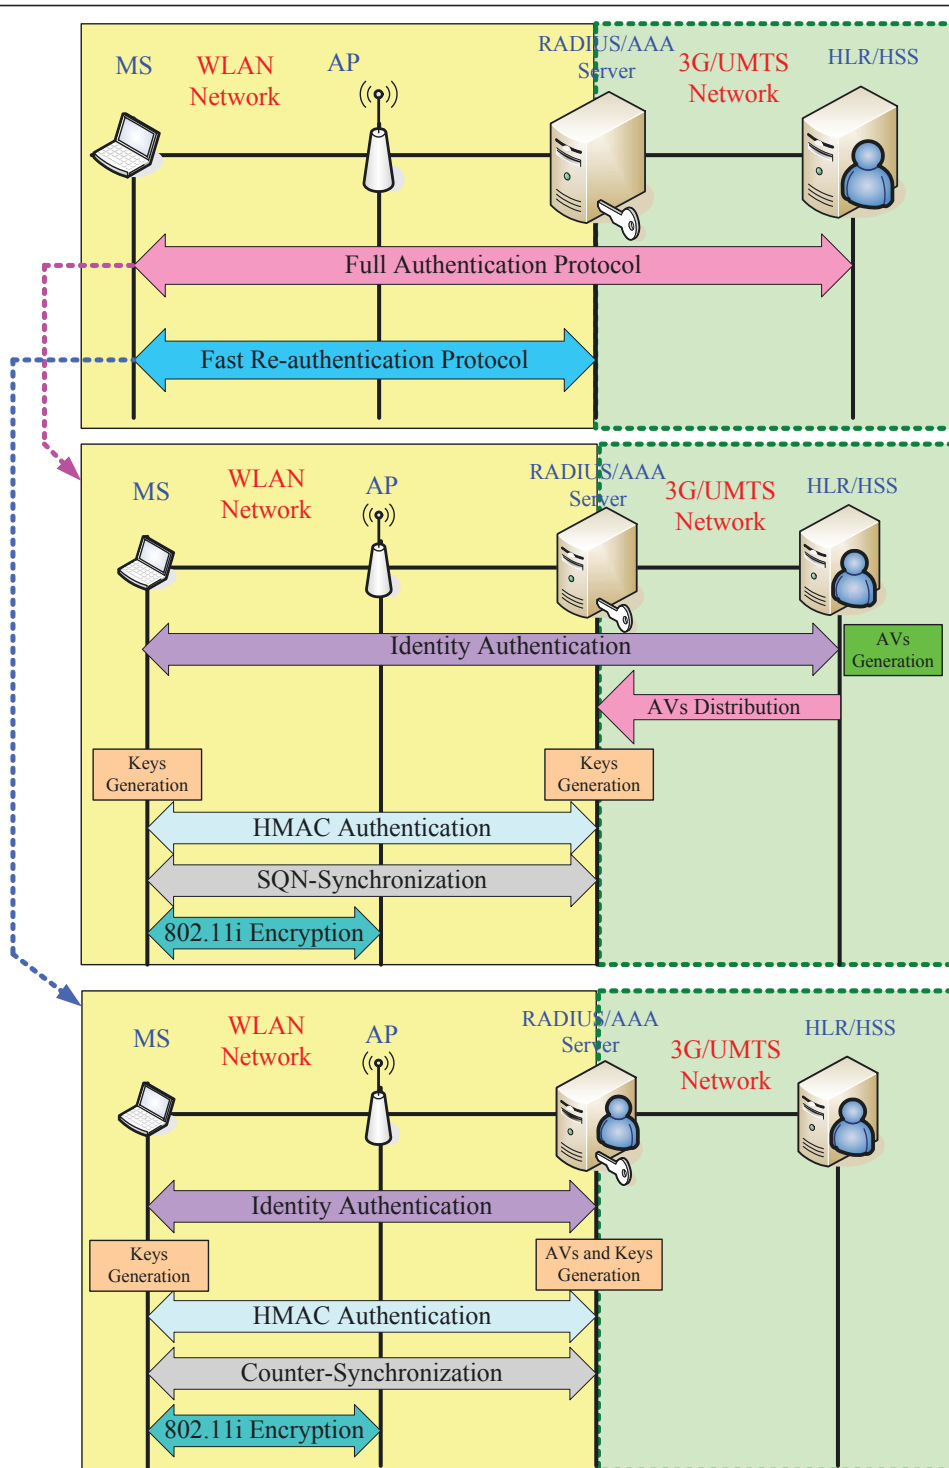 MS
WLAN
Network
AP
RADIUS/AAA
Server
3G/UMTS
Network
HLR/HSS
Full Authentication Protocol
Fast Re-authentication Protocol
MS
WLAN
Network
AP
RADIUS/AAA
Server
3G/UMTS
Network
HLR/HSS
Identity Authentication
AVs
Generation
AVs Distribution
Keys
Generation
Keys
Generation
HMAC Authentication
SQN-Synchronization
802.11i Encryption
MS
WLAN
Network
AP
RADIUS/AAA
Server
3G/UMTS
Network
HLR/HSS
Identity Authentication
Keys
Generation
AVs and Keys
Generation
HMAC Authentication
Counter-Synchronization
802.11i Encryption